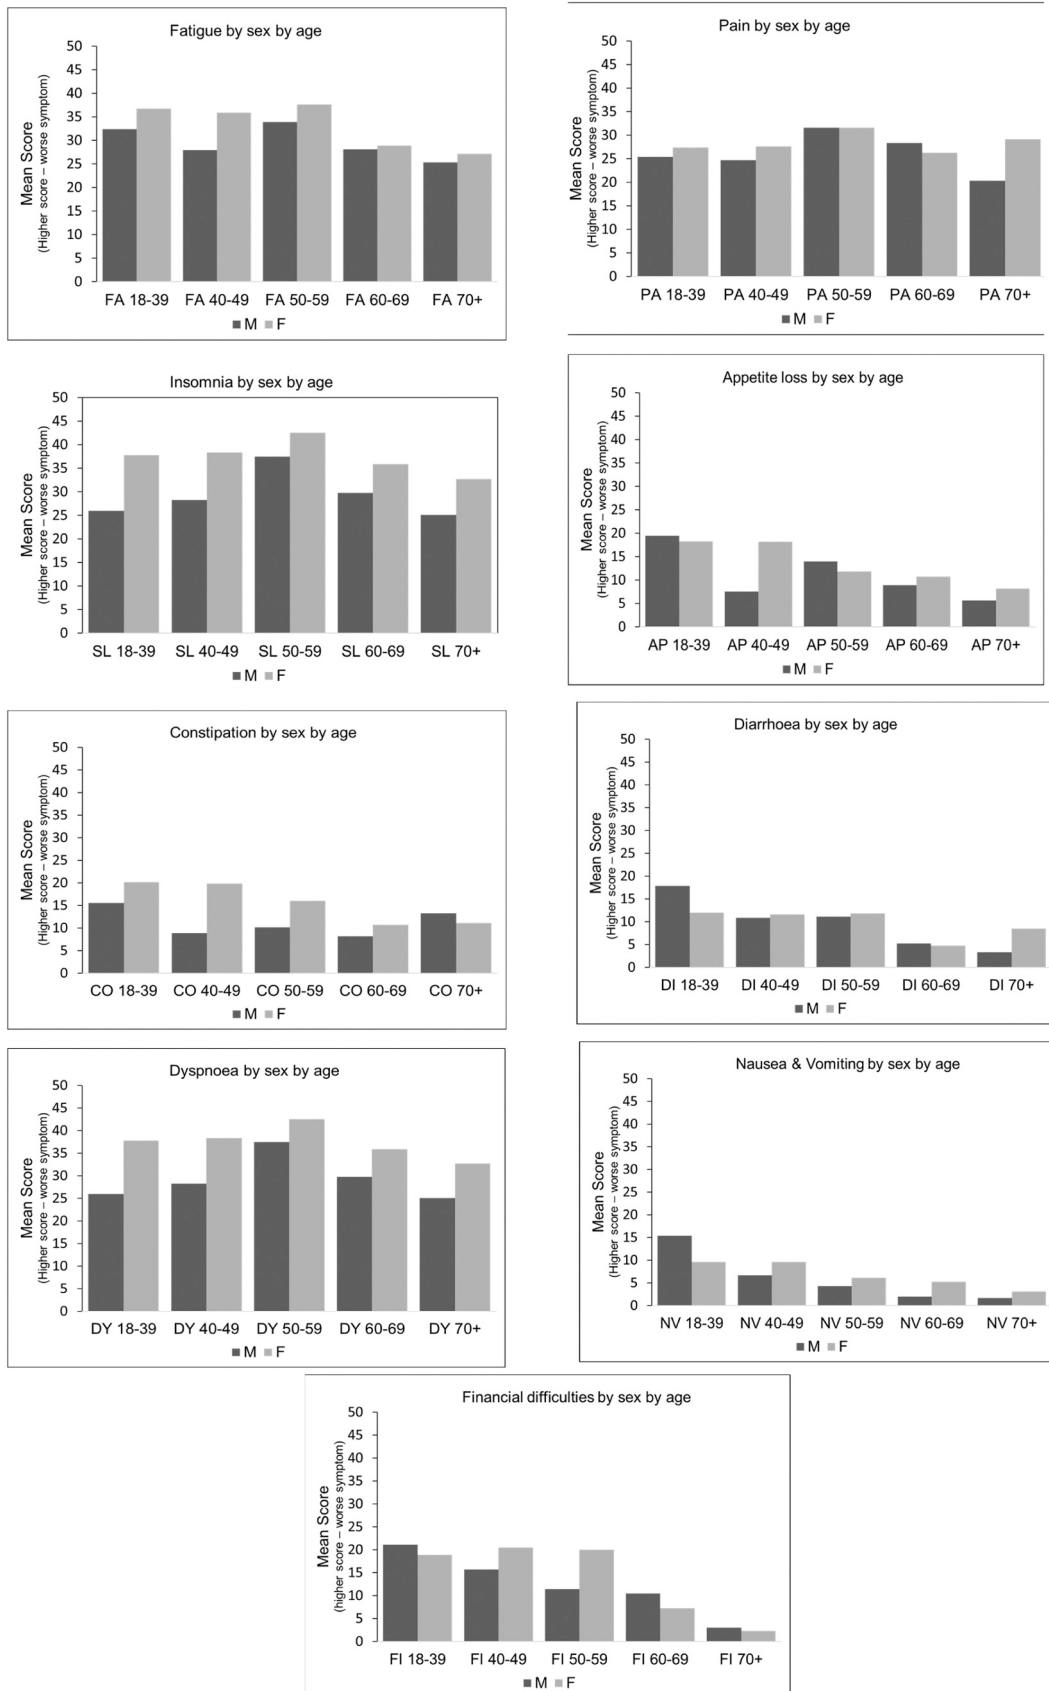 Fatigue by sex by age
Mean Score
(Higher score – worse symptom)
50
45
40
35
30
25
20
15
10
5
0
FA 18-39 FA 40-49 FA 50-59 FA 60-69 FA 70+
M F
Pain by sex by age
Mean Score
(Higher score – worse symptom)
50
45
40
35
30
25
20
15
10
5
0
PA 18-39 PA 40-49 PA 50-59 PA 60-69 PA 70+
M F
Insomnia by sex by age
Mean Score
(Higher score – worse symptom)
50
45
40
35
30
25
20
15
10
5
0
SL 18-39 SL 40-49 SL 50-59 SL 60-69 SL 70+
M F
Appetite loss by sex by age
Mean Score
(Higher score – worse symptom)
50
45
40
35
30
25
20
15
10
5
0
AP 18-39 AP 40-49 AP 50-59 AP 60-69 AP 70+
M F
Constipation by sex by age
Mean Score
(Higher score – worse symptom)
50
45
40
35
30
25
20
15
10
5
0
CO 18-39 CO 40-49 CO 50-59 CO 60-69 CO 70+
M F
Diarrhoea by sex by age
Mean Score
(Higher score – worse symptom)
50
45
40
35
30
25
20
15
10
5
0
DI 18-39 DI 40-49 DI 50-59 DI 60-69 DI 70+
M F
Dyspnoea by sex by age
Mean Score
(Higher score – worse symptom)
50
45
40
35
30
25
20
15
10
5
0
DY 18-39 DY 40-49 DY 50-59 DY 60-69 DY 70+
M F
Nausea & Vomiting by sex by age
Mean Score
(Higher score – worse symptom)
50
45
40
35
30
25
20
15
10
5
0
NV 18-39 NV 40-49 NV 50-59 NV 60-69 NV 70+
M F
Financial difficulties by sex by age
Mean Score
(higher score – worse symptom)
50
45
40
35
30
25
20
15
10
5
0
FI 18-39 FI 40-49 FI 50-59 FI 60-69 FI 70+
M F